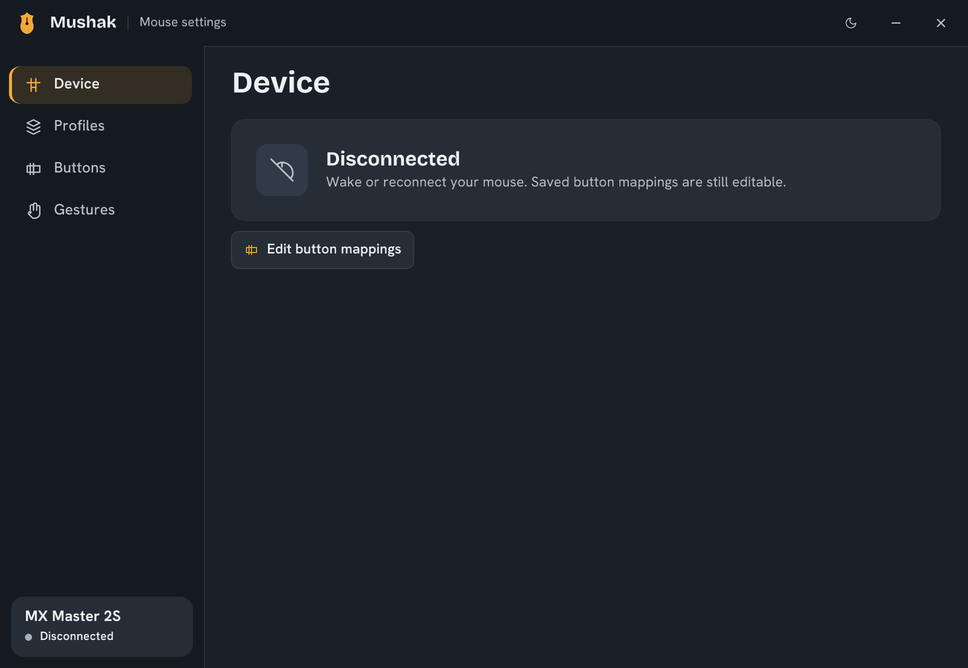 Mushak
Mouse settings
Device
Profiles
Buttons
Gestures
Device
Disconnected
Wake or reconnect your mouse. Saved button mappings are still editable.
Edit button mappings
MX Master 2S
Disconnected